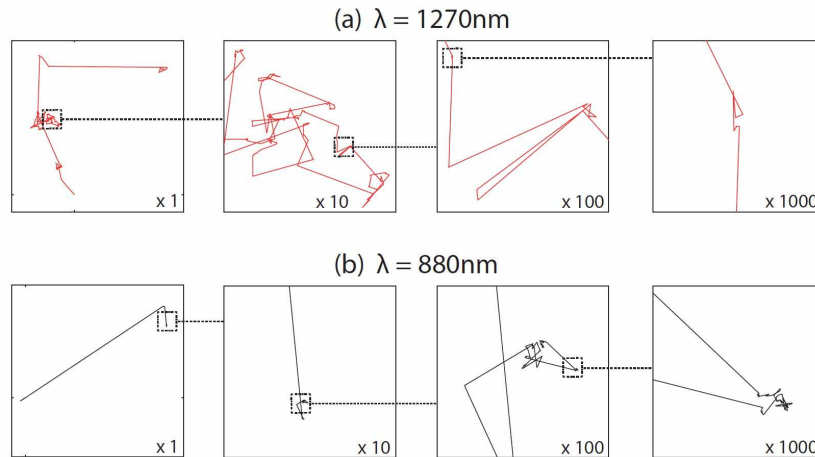 (a) λ = 1270nm
x 1
x 10
x 100
x 1000
(b) λ = 880nm
x 1
x 10
x 100
x 1000